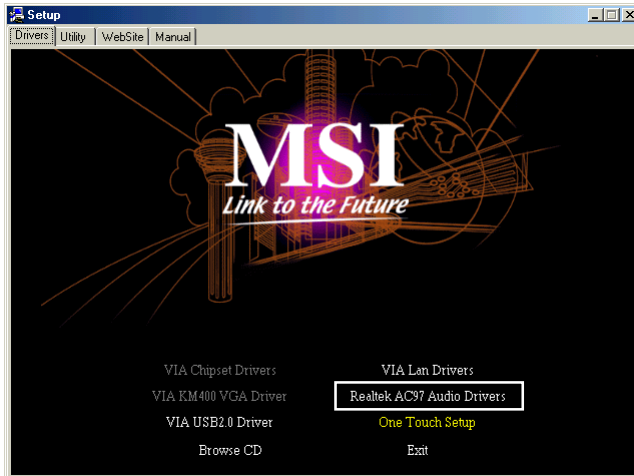 Setup
Drivers Utility WebSite Manual
MSI
Link to the Future
VIA Chipset Drivers VIA Lan Drivers
VIA KM400 VGA Driver Realtek AC97 Audio Drivers
VIA USB2.0 Driver One Touch Setup
Browse CD Exit